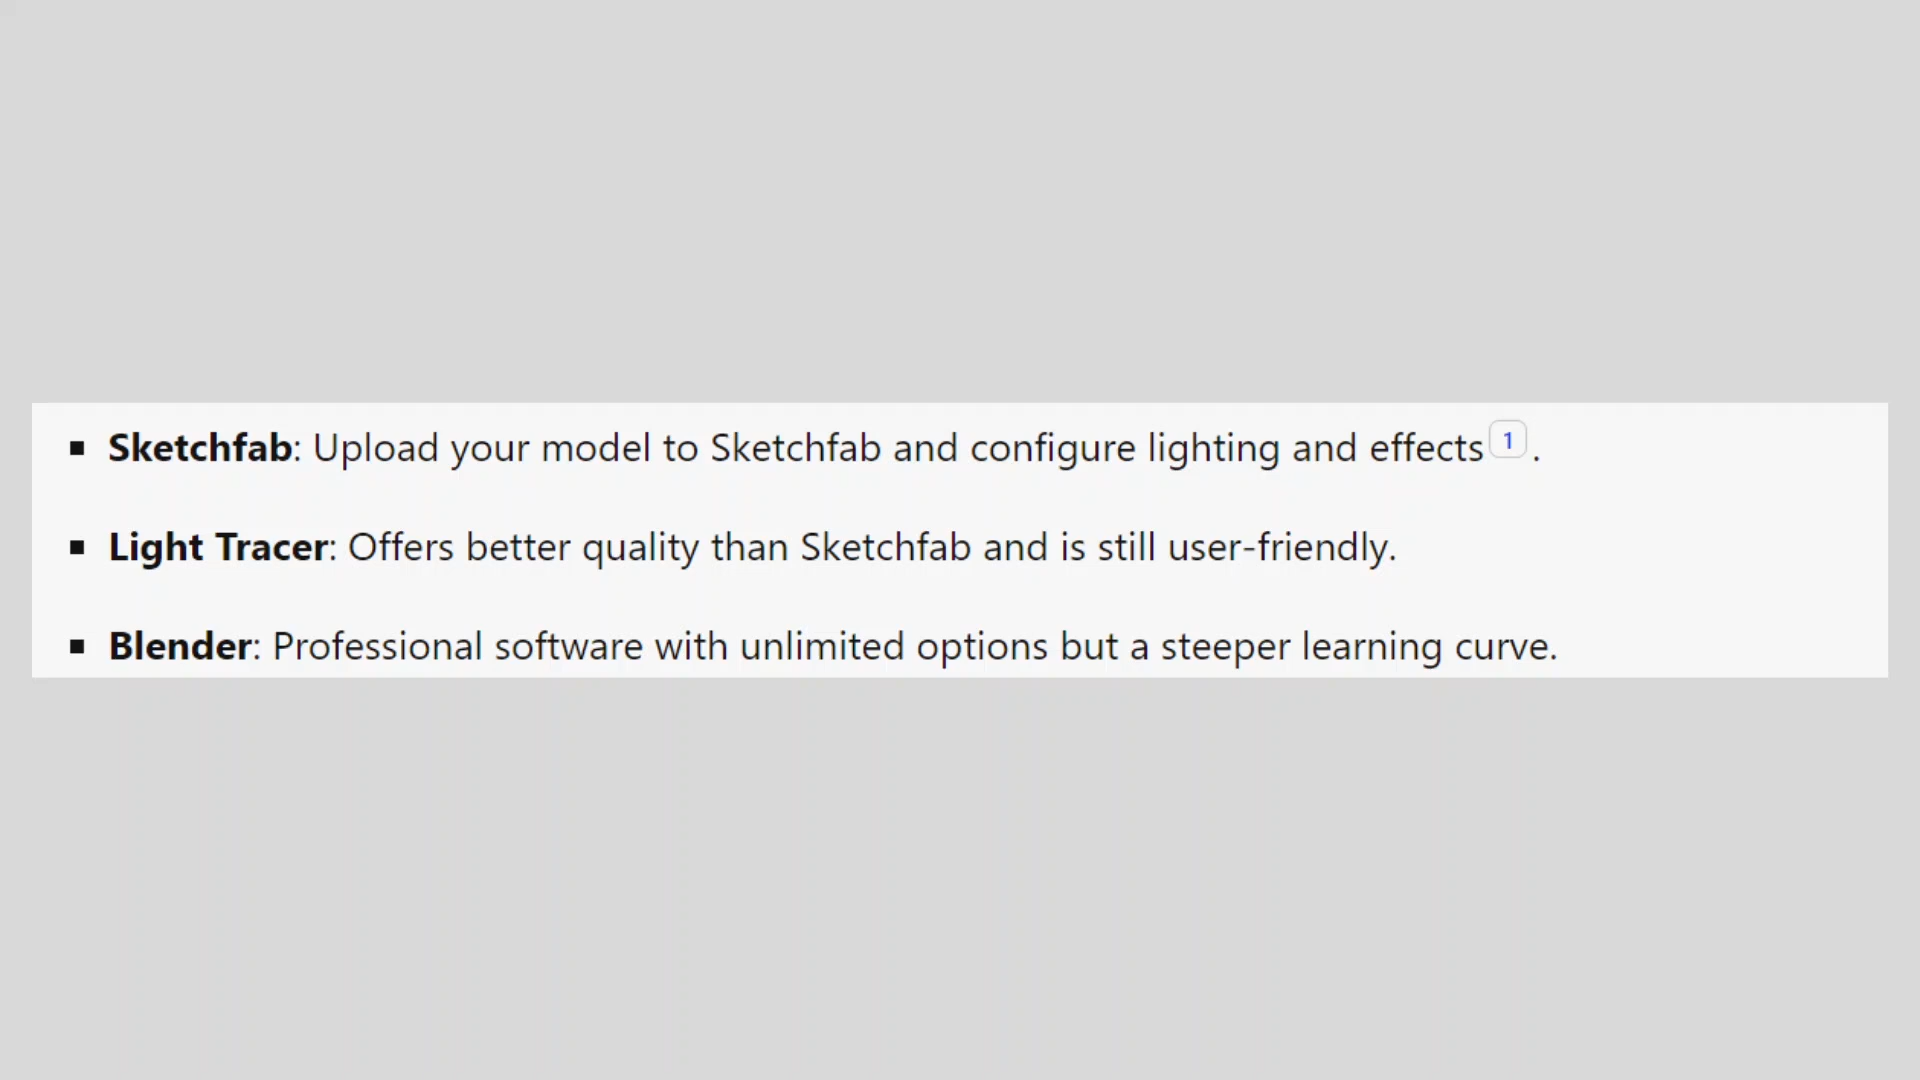 ▪ Sketchfab: Upload your model to Sketchfab and configure lighting and effects 1 .
▪ Light Tracer: Offers better quality than Sketchfab and is still user-friendly.
▪ Blender: Professional software with unlimited options but a steeper learning curve.